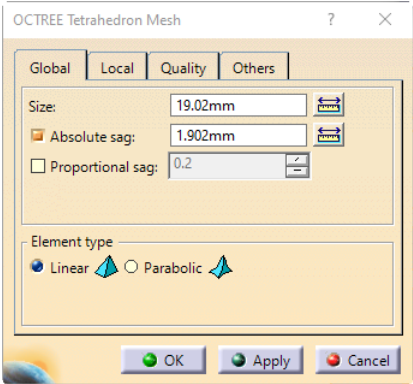 OCTREE Tetrahedron Mesh ? ×
Global Local Quality Others
Size: 19.02mm
Absolute sag: 1.902mm
Proportional sag: 0.2
Element type
Linear Parabolic
OK Apply Cancel